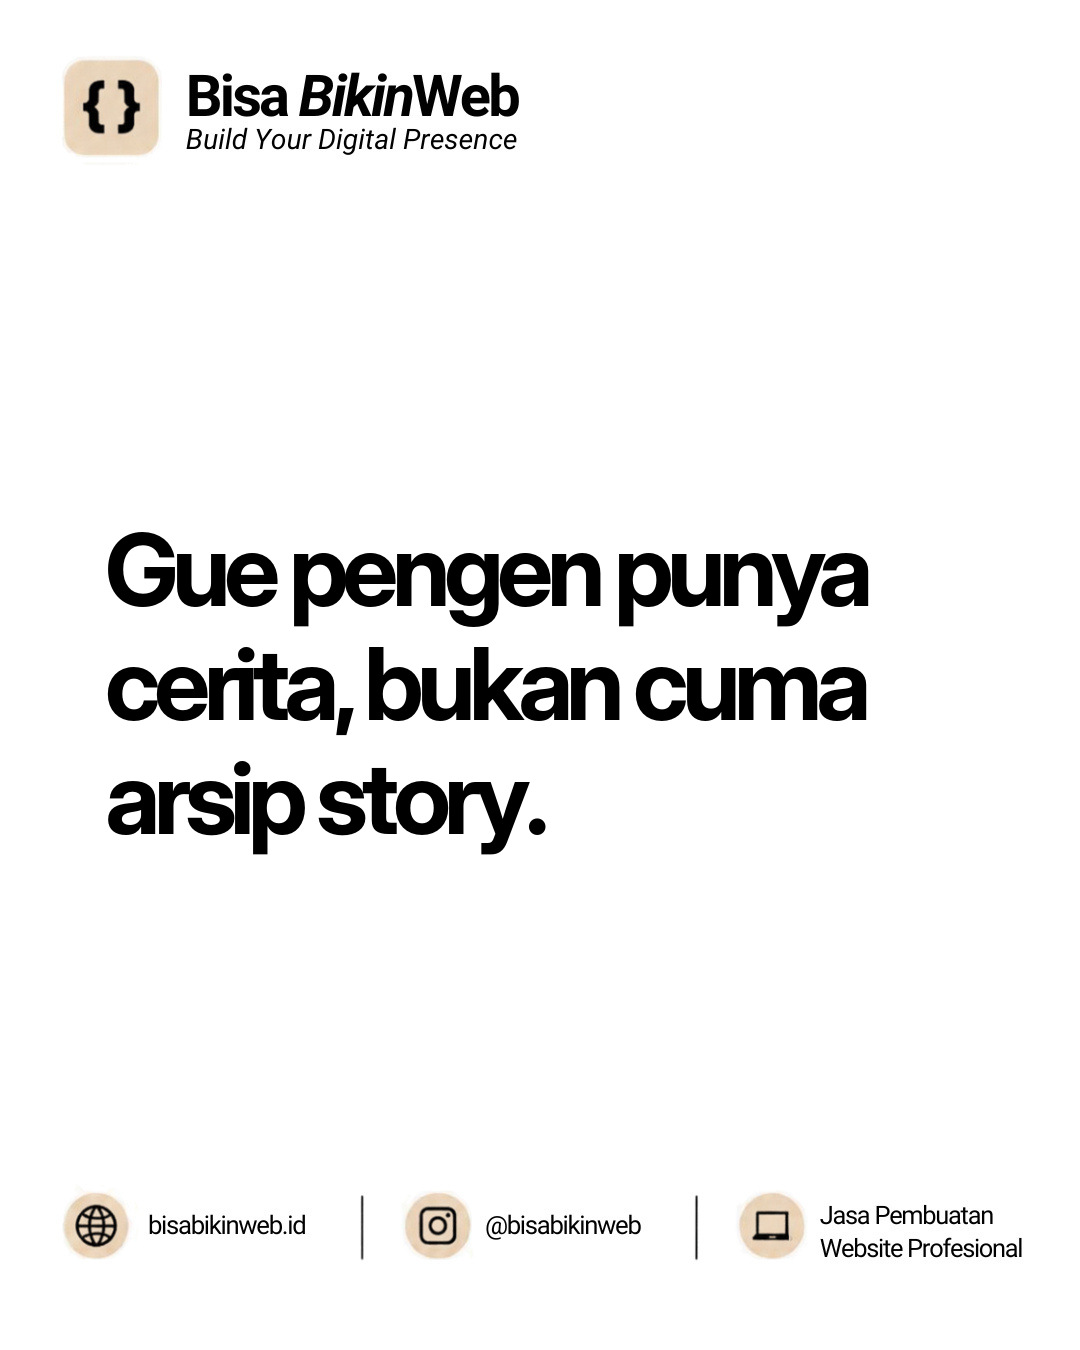 { }
Bisa BikinWeb
Build Your Digital Presence
Gue pengen punya
cerita, bukan cuma
arsip story.
bisabikinweb.id
@bisabikinweb
Jasa Pembuatan
Website Profesional